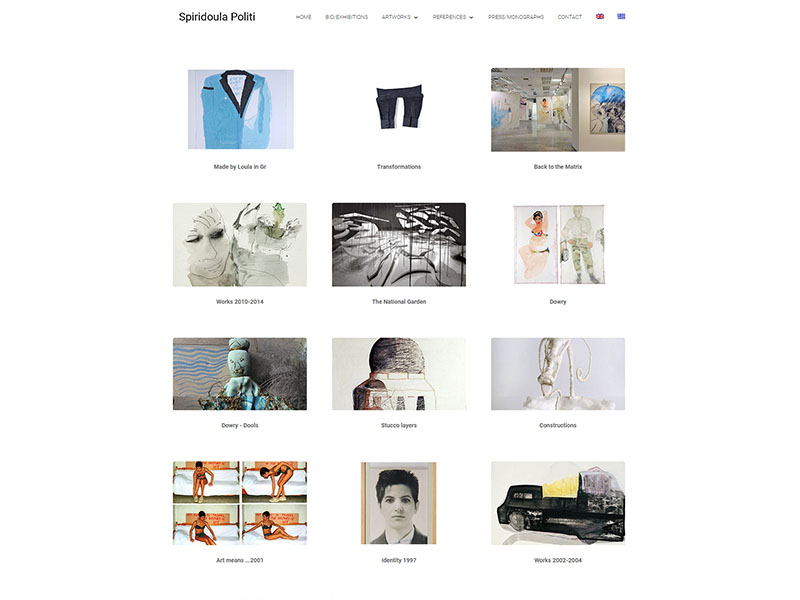 Spiridoula Politi
HOME BIO/EXHIBITIONS ARTWORKS REFERENCES PRESS/MONOGRAPHS CONTACT
Made by Loula in Gr
Transformations
Back to the Matrix
Works 2010-2014
The National Garden
Dowry
Dowry - Dools
Stucco layers
Constructions
Art means ...2001
Identity 1997
Works 2002-2004